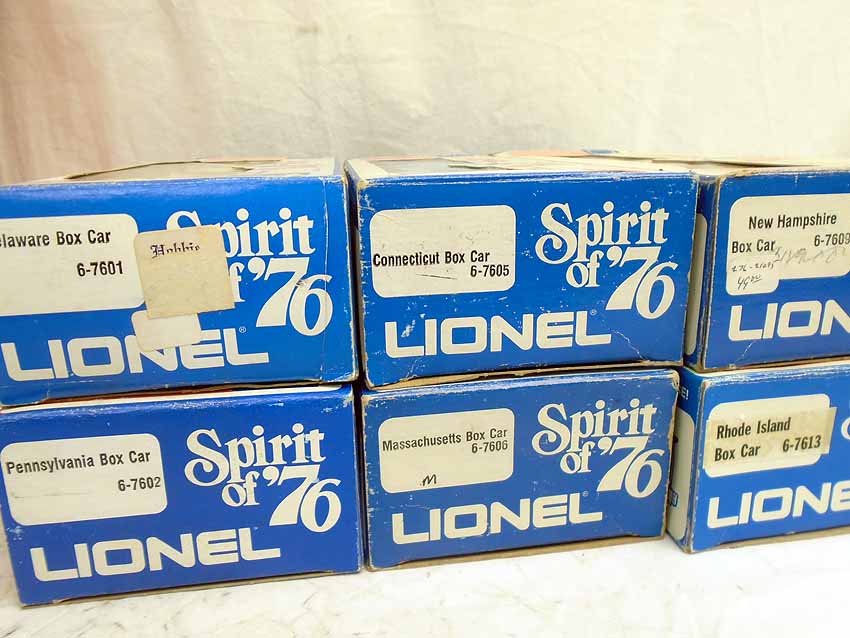 elaware Box Car
6-7601
Hobbie
Spirit
of '76
LIONEL
Connecticut Box Car
6-7605
Spirit
of '76
LIONEL
New Hampshire
Box Car 6-7609
LION
Pennsylvania Box Car
6-7602
Spirit
of '76
LIONEL
Massachusetts Box Car
6-7606
M
Spirit
of '76
LIONEL
Rhode Island
Box Car 6-7613
LIONE